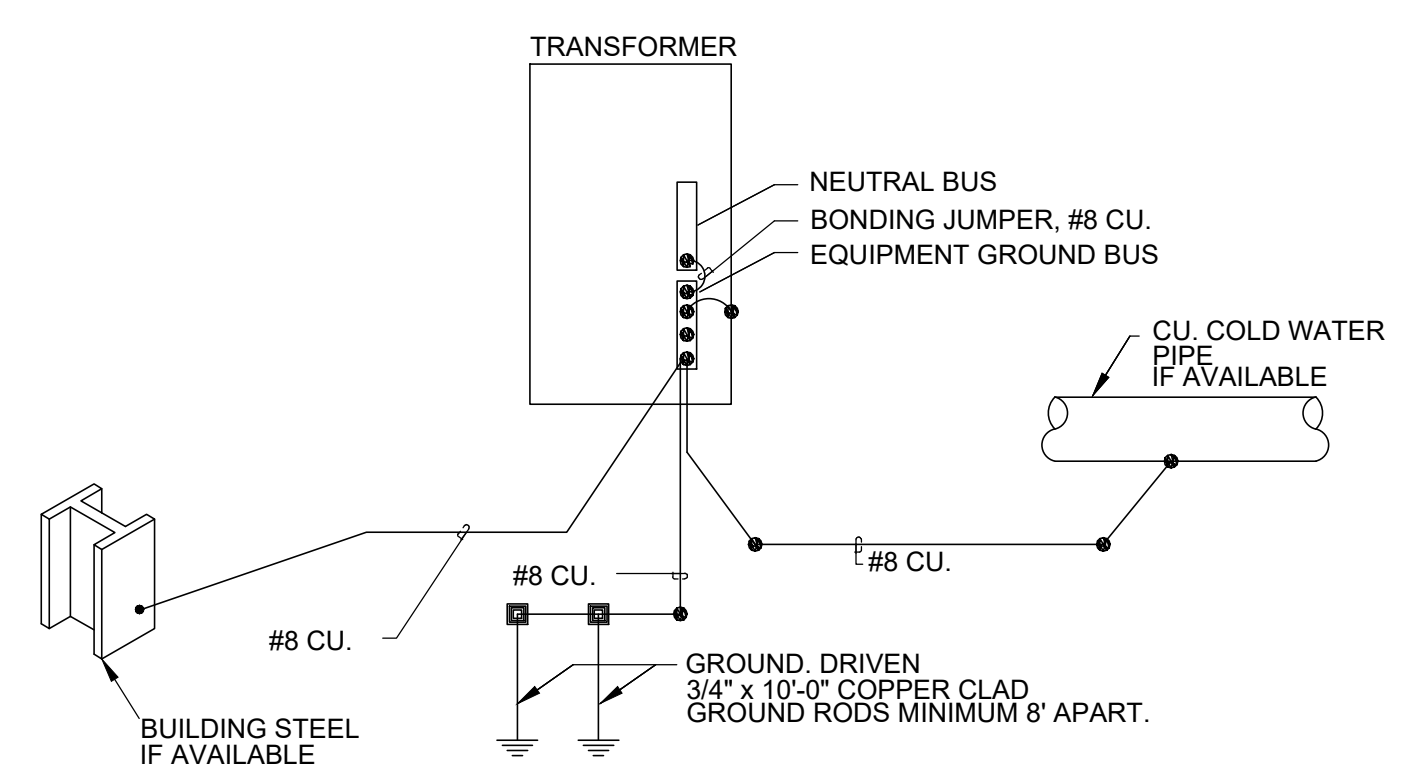 TRANSFORMER
NEUTRAL BUS
BONDING JUMPER, #8 CU.
EQUIPMENT GROUND BUS
CU. COLD WATER
PIPE
IF AVAILABLE
#8 CU.
#8 CU.
#8 CU.
GROUND. DRIVEN
3/4" x 10'-0" COPPER CLAD
GROUND RODS MINIMUM 8' APART.
BUILDING STEEL
IF AVAILABLE